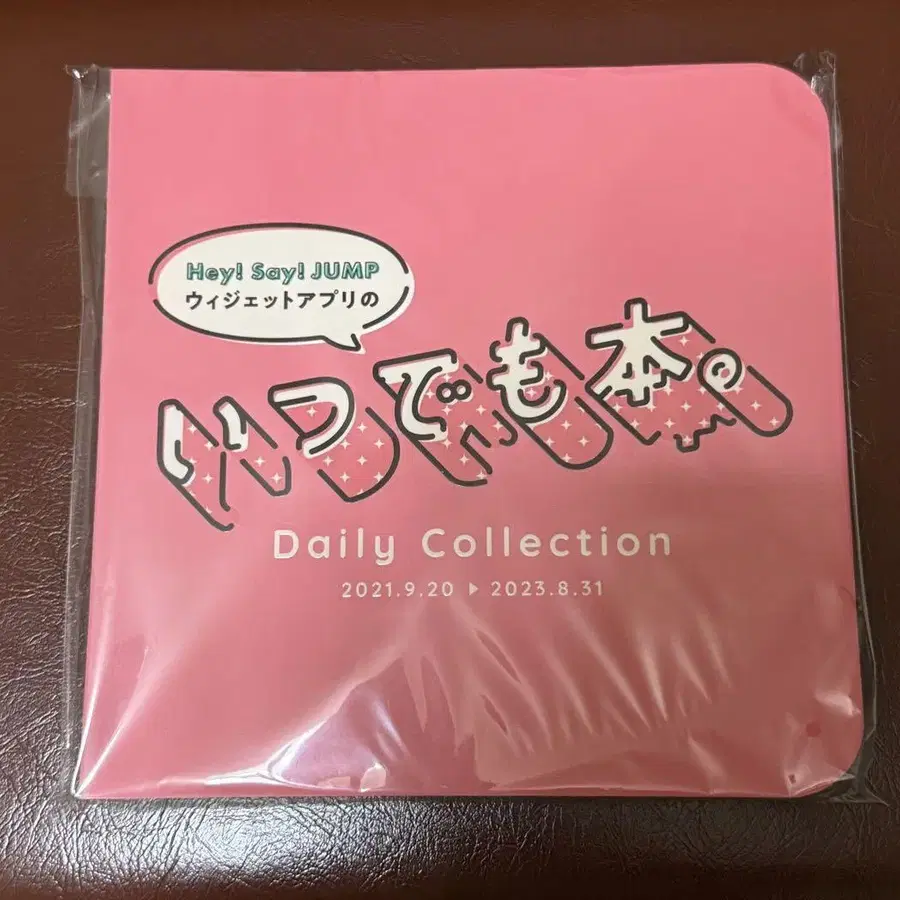 Hey! Say! JUMP
ウィジェットアプリの
いつでも本。
Daily Collection
2021.9.20 ▶ 2023.8.31